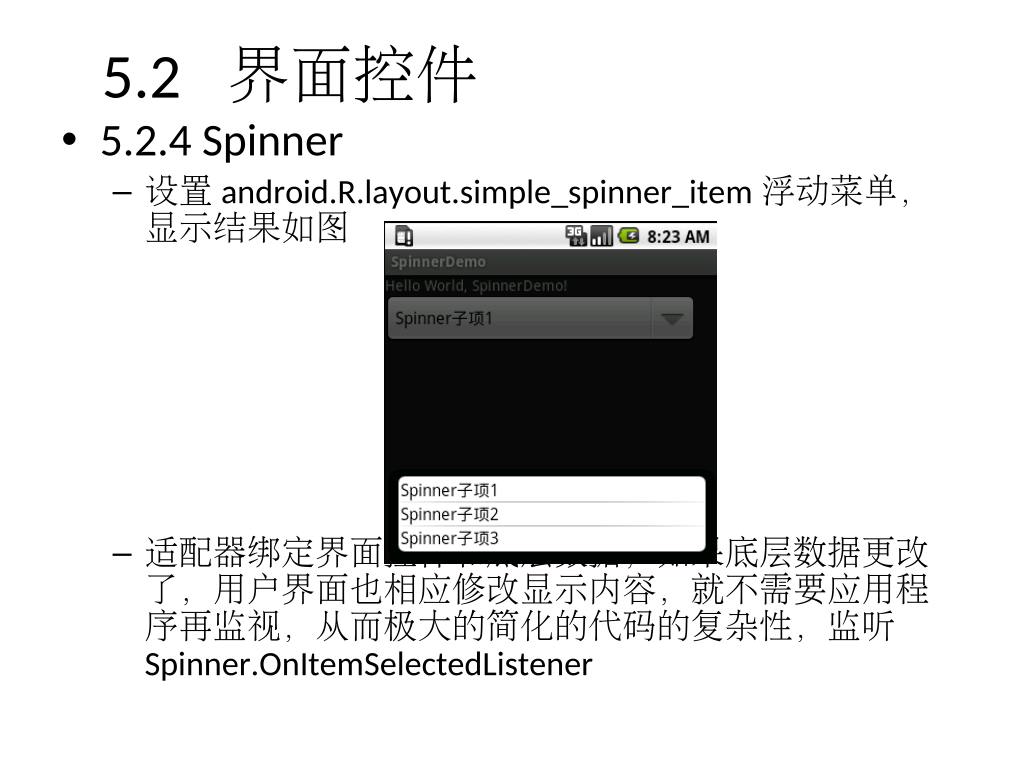 5.2 界面控件
• 5.2.4 Spinner
– 设置 android.R.layout.simple_spinner_item 浮动菜单，
显示结果如图
8:23 AM
SpinnerDemo
Hello World, SpinnerDemo!
Spinner子项1
Spinner子项1
Spinner子项2
Spinner子项3
– 适配器绑定界面底层数据更改
了，用户界面也相应修改显示内容，就不需要应用程
序再监视，从而极大的简化的代码的复杂性，监听
Spinner.OnItemSelectedListener